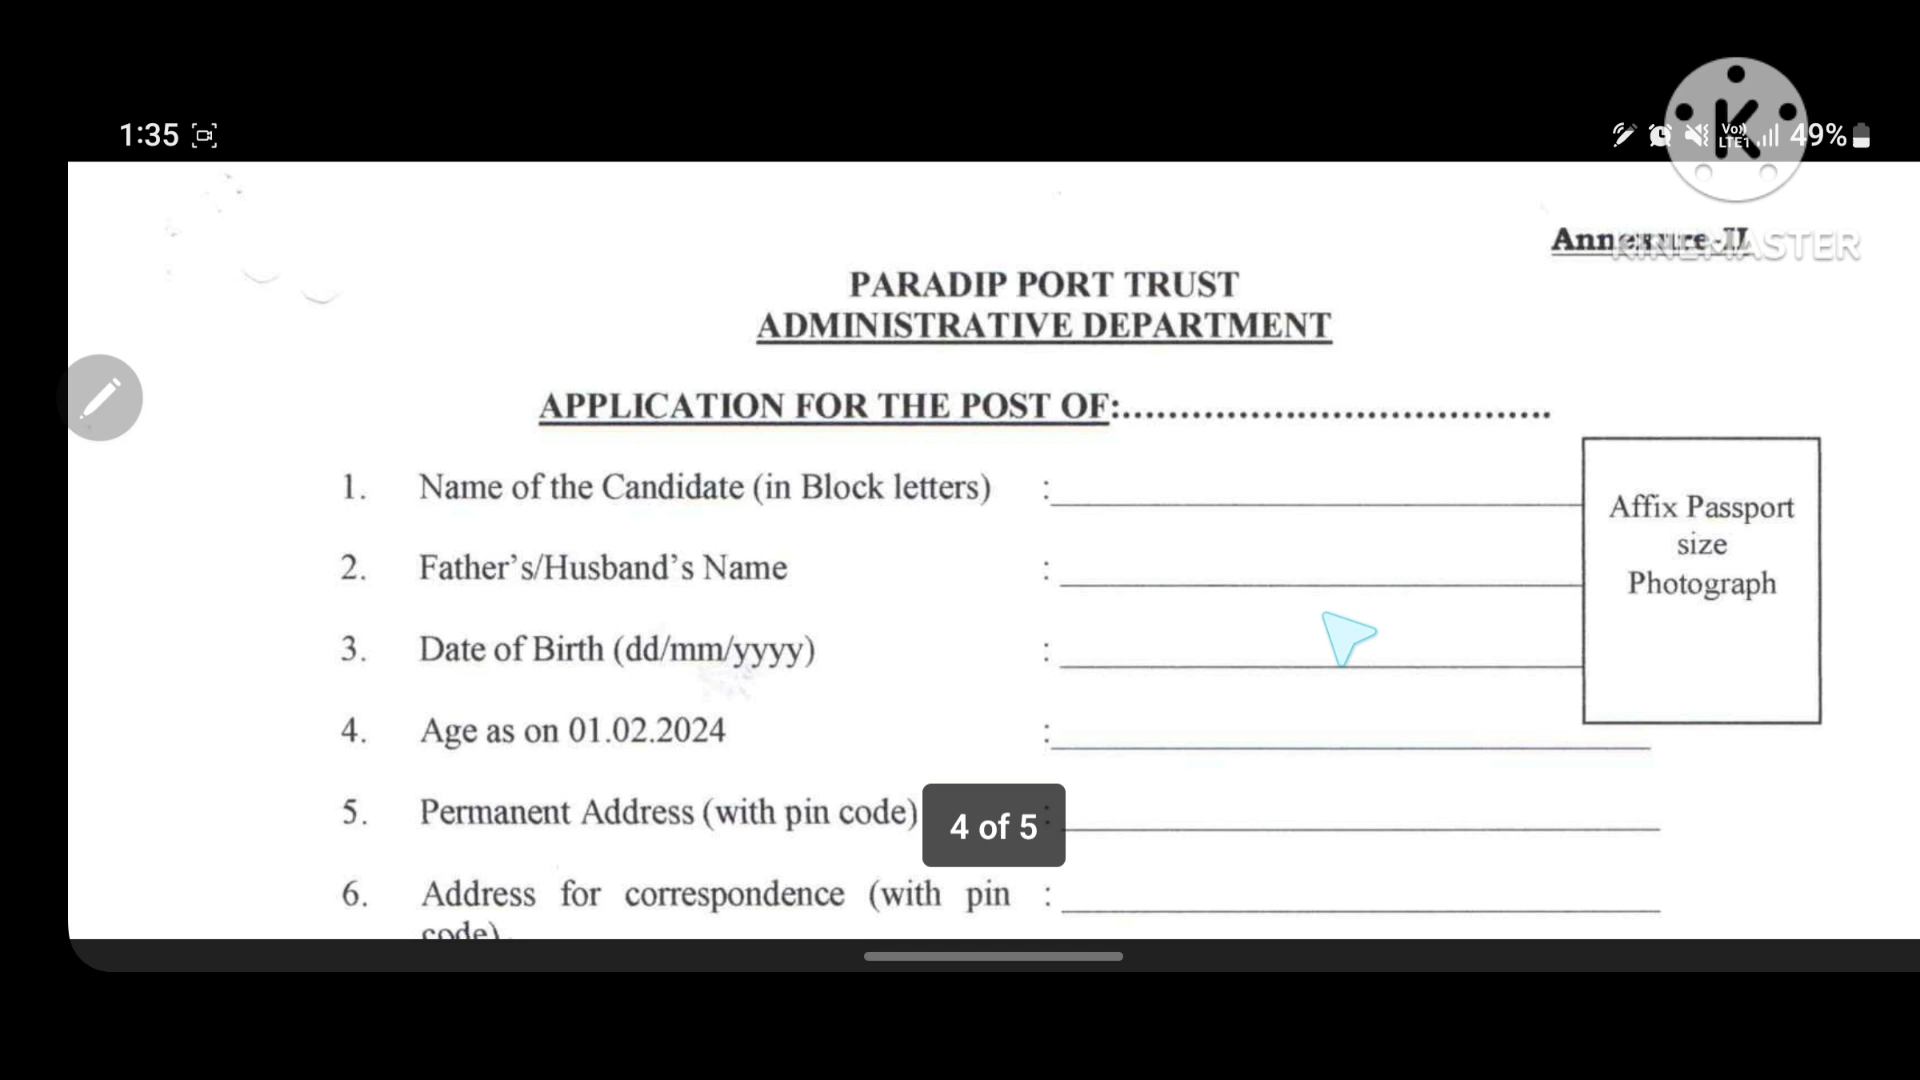 1:35
Vo))
LTE1
49%
K
KINEMASTER
Annexure-II
PARADIP PORT TRUST
ADMINISTRATIVE DEPARTMENT
APPLICATION FOR THE POST OF:....................................
1. Name of the Candidate (in Block letters) :
2. Father's/Husband's Name :
3. Date of Birth (dd/mm/yyyy) :
4. Age as on 01.02.2024 :
5. Permanent Address (with pin code) :
6. Address for correspondence (with pin :
code)
Affix Passport
size
Photograph
4 of 5